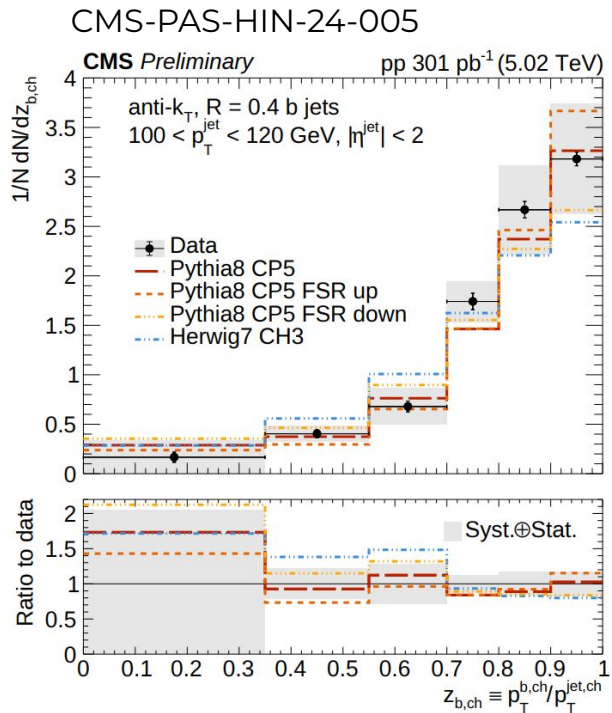 CMS-PAS-HIN-24-005
CMS Preliminary pp 301 pb⁻¹ (5.02 TeV)
1/N dN/dz_b,ch
4
3.5
3
2.5
2
1.5
1
0.5
0
anti-k_T, R = 0.4 b jets
100 < p_T^jet < 120 GeV, |η^jet| < 2
Data
Pythia8 CP5
Pythia8 CP5 FSR up
Pythia8 CP5 FSR down
Herwig7 CH3
Ratio to data
2
1.5
1
0.5
0
Syst.⊕Stat.
0 0.1 0.2 0.3 0.4 0.5 0.6 0.7 0.8 0.9 1
z_b,ch ≡ p_T^b,ch/p_T^jet,ch